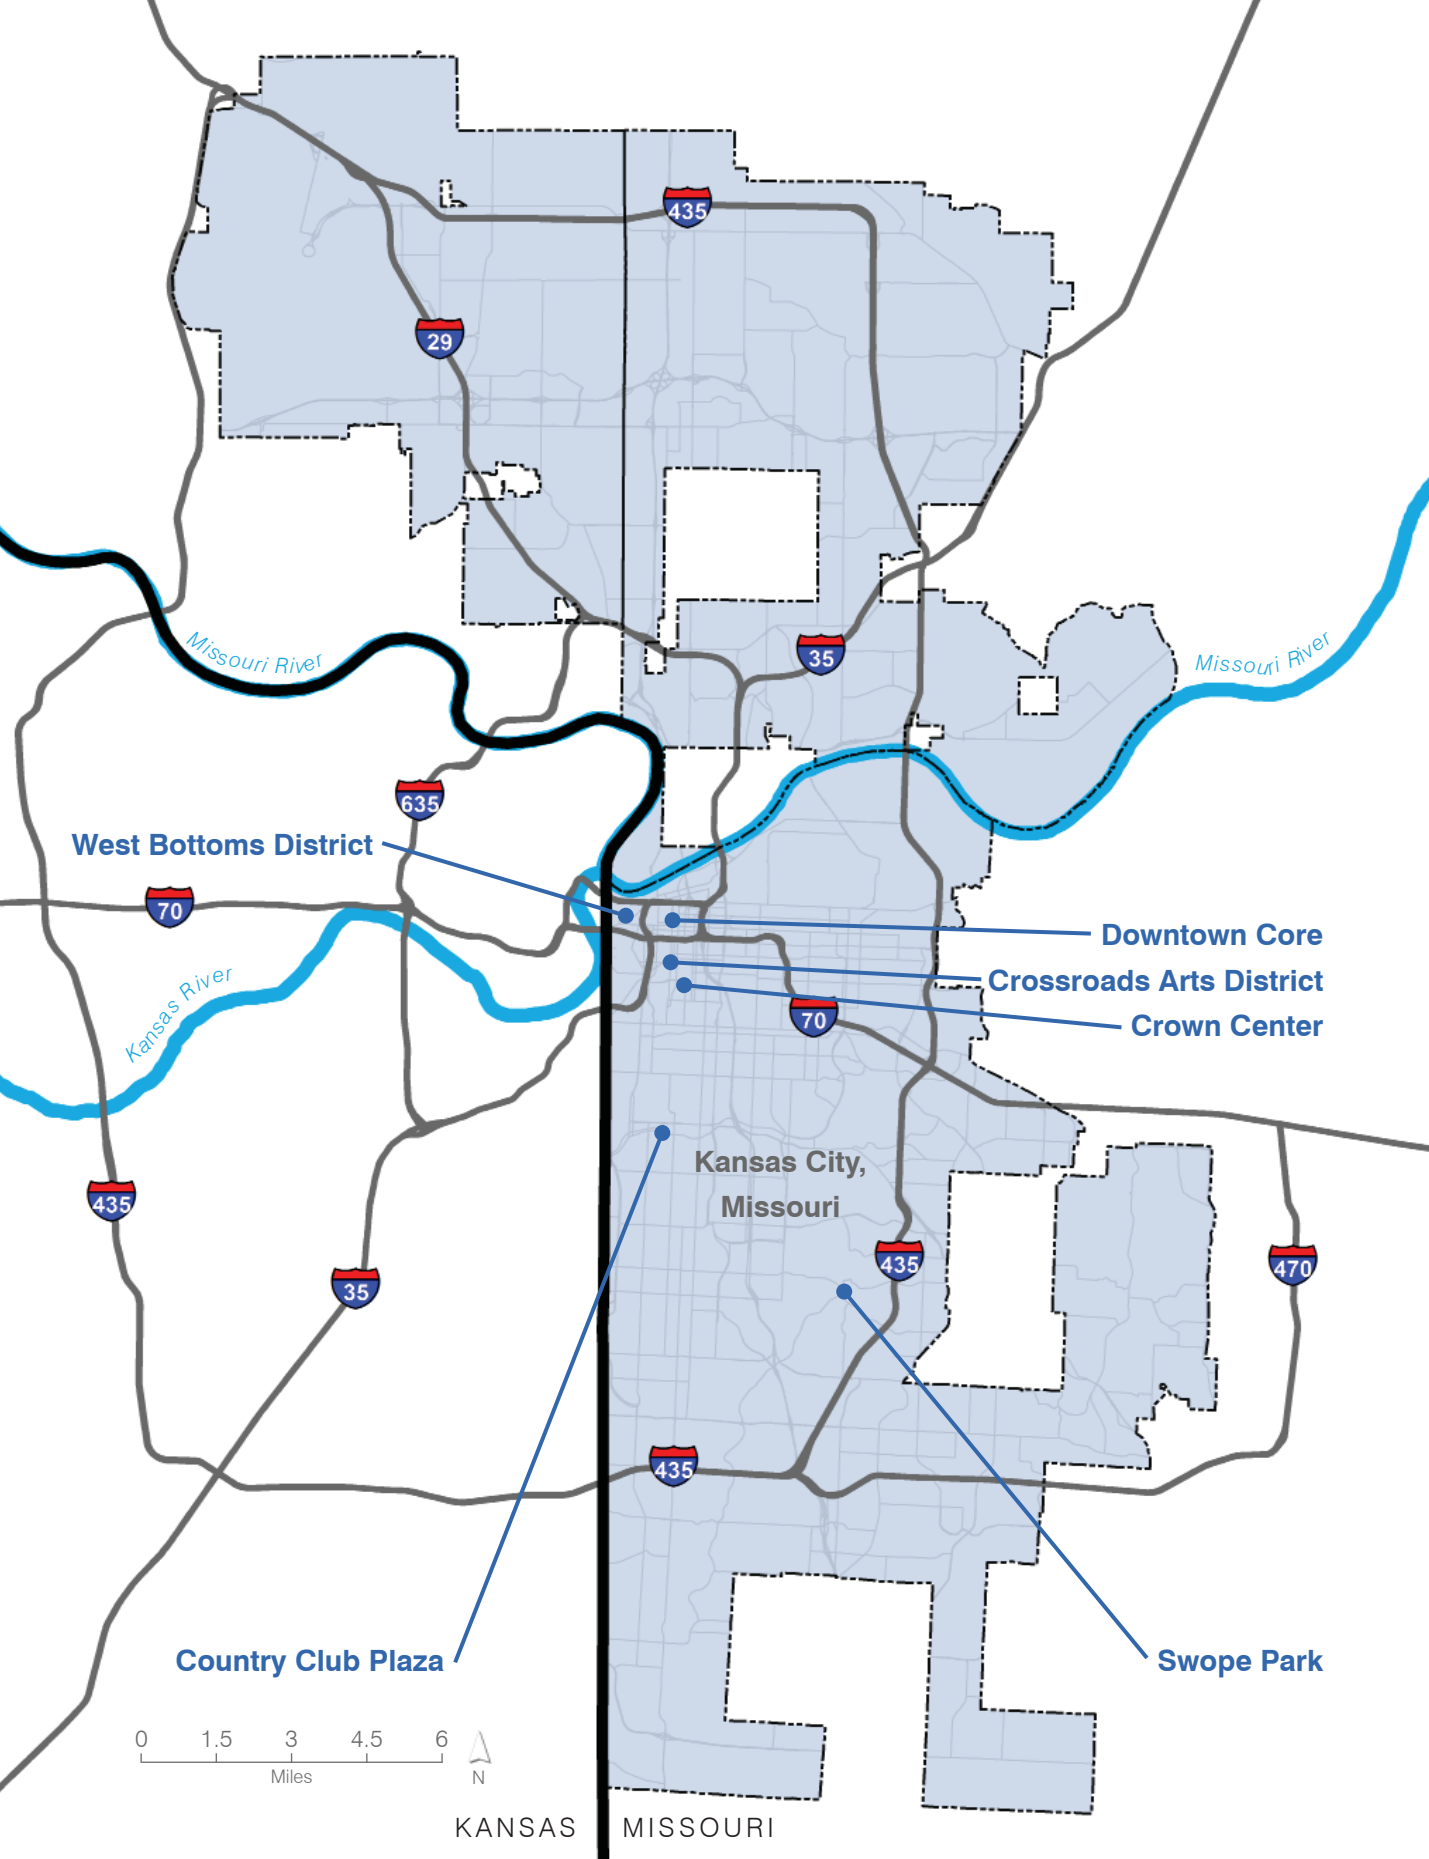 435
29
35
Missouri River
Missouri River
635
West Bottoms District
70
Downtown Core
Crossroads Arts District
Kansas River
70
Crown Center
Kansas City,
Missouri
435
435
470
35
435
Country Club Plaza
Swope Park
0 1.5 3 4.5 6
Miles
N
KANSAS MISSOURI